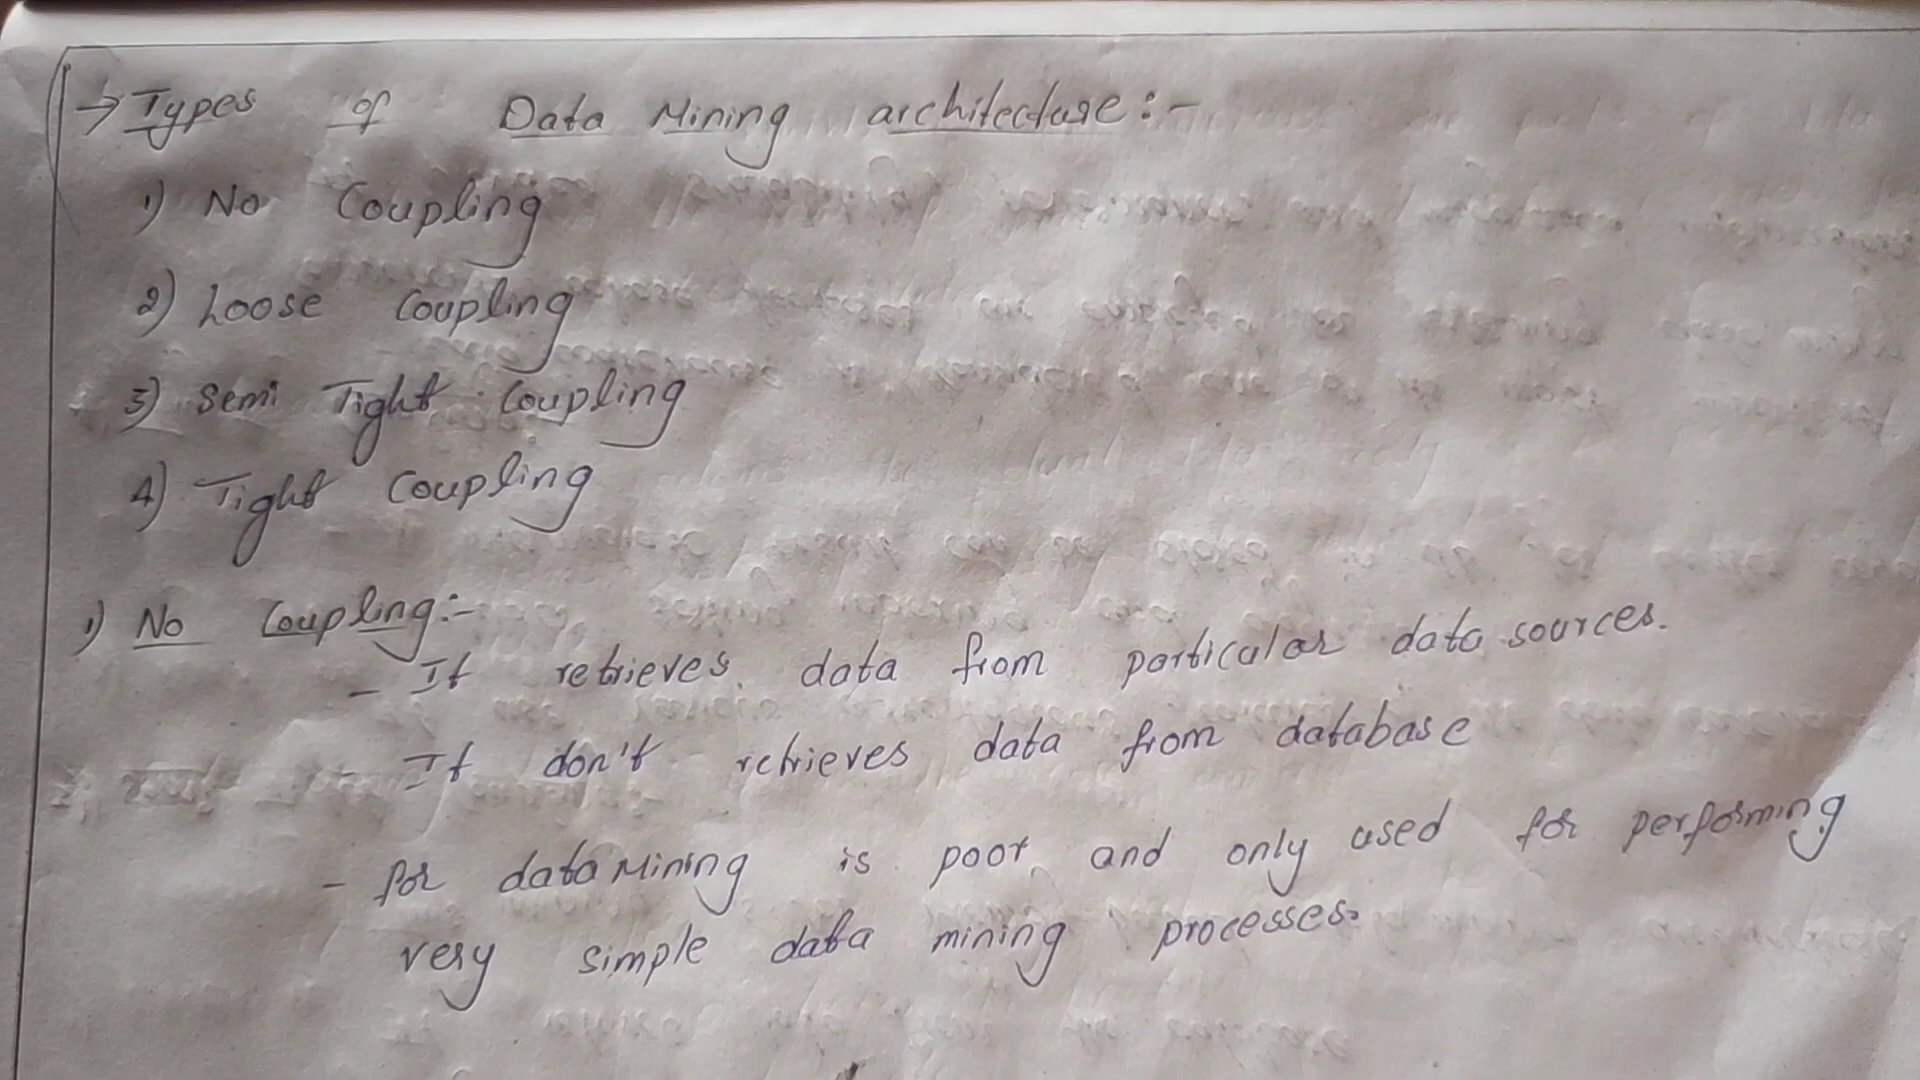 → Types of Data Mining architecture:-
1) No Coupling
2) Loose Coupling
3) Semi Tight Coupling
4) Tight Coupling
1) No Coupling:-
- It retrieves data from particular data sources.
- It don't retrieves data from database
- for data Mining is poor and only used for performing
very simple data mining processes.